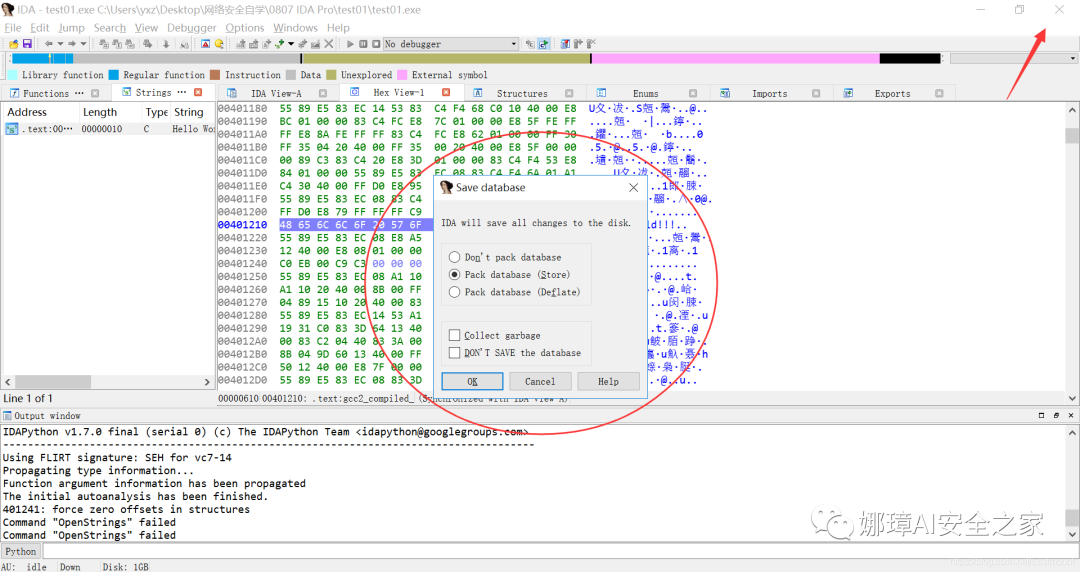 IDA - test01.exe C:\Users\yxz\Desktop\网络安全自学\0807 IDA Pro\test01\test01.exe
File Edit Jump Search View Debugger Options Windows Help
No debugger
Library function Regular function Instruction Data Unexplored External symbol
Functions ··· Strings ··· IDA View-A Hex View-1 Structures Enums Imports Exports
Address Length Type String
.text:00··· 00000010 C Hello Wo
00401180 55 89 E5 83 EC 14 53 83 C4 F4 68 C0 10 40 00 E8
00401190 BC 01 00 00 83 C4 FC E8 7C 01 00 00 E8 5F FE FF
004011A0 FF E8 8A FE FF FF 83 C4 FC E8 62 01 00 00 FF 30
004011B0 FF 35 04 20 40 00 FF 35 00 20 40 00 E8 5F 00 00
004011C0 00 89 C3 83 C4 20 E8 3D 01 00 00 00 83 C4 F4 53 E8
004011D0 84 01 00 00 55 89 E5 83 EC 08 83 C4 F4 6A 01 A1
004011E0 C4 30 40 00 FF D0 E8 95
004011F0 55 89 E5 83 EC 08 83 C4
00401200 FF D0 E8 79 FF FF FF C9
00401210 48 65 6C 6C 6F 20 57 6F ld!!!..
00401220 55 89 E5 83 EC 08 E8 A5
00401230 12 40 00 E8 08 01 00 00
00401240 C0 EB 00 C9 C3 00 00 00
00401250 55 89 E5 83 EC 08 A1 10
00401260 A1 10 20 40 00 8B 00 FF
00401270 04 89 15 10 20 40 00 83
00401280 55 89 E5 83 EC 14 53 A1
00401290 19 31 C0 83 3D 64 13 40
004012A0 00 83 C2 04 40 83 3A 00
004012B0 8B 04 9D 60 13 40 00 FF
004012C0 50 12 40 00 E8 7F 00 00
004012D0 55 89 E5 83 EC 08 83 3D
00000610 00401210: .text:gcc2_compiled_ (Synchronized with IDA View-A)
Save database
IDA will save all changes to the disk.
Don't pack database
Pack database (Store)
Pack database (Deflate)
Collect garbage
DON'T SAVE the database
OK Cancel Help
Line 1 of 1
Output window
IDAPython v1.7.0 final (serial 0) (c) The IDAPython Team <idapython@googlegroups.com>
-------------------------------------------------------------------------------
Using FLIRT signature: SEH for vc7-14
Propagating type information...
Function argument information has been propagated
The initial autoanalysis has been finished.
401241: force zero offsets in structures
Command "OpenStrings" failed
Command "OpenStrings" failed
娜璋AI安全之家
Python
AU: idle Down Disk: 1GB